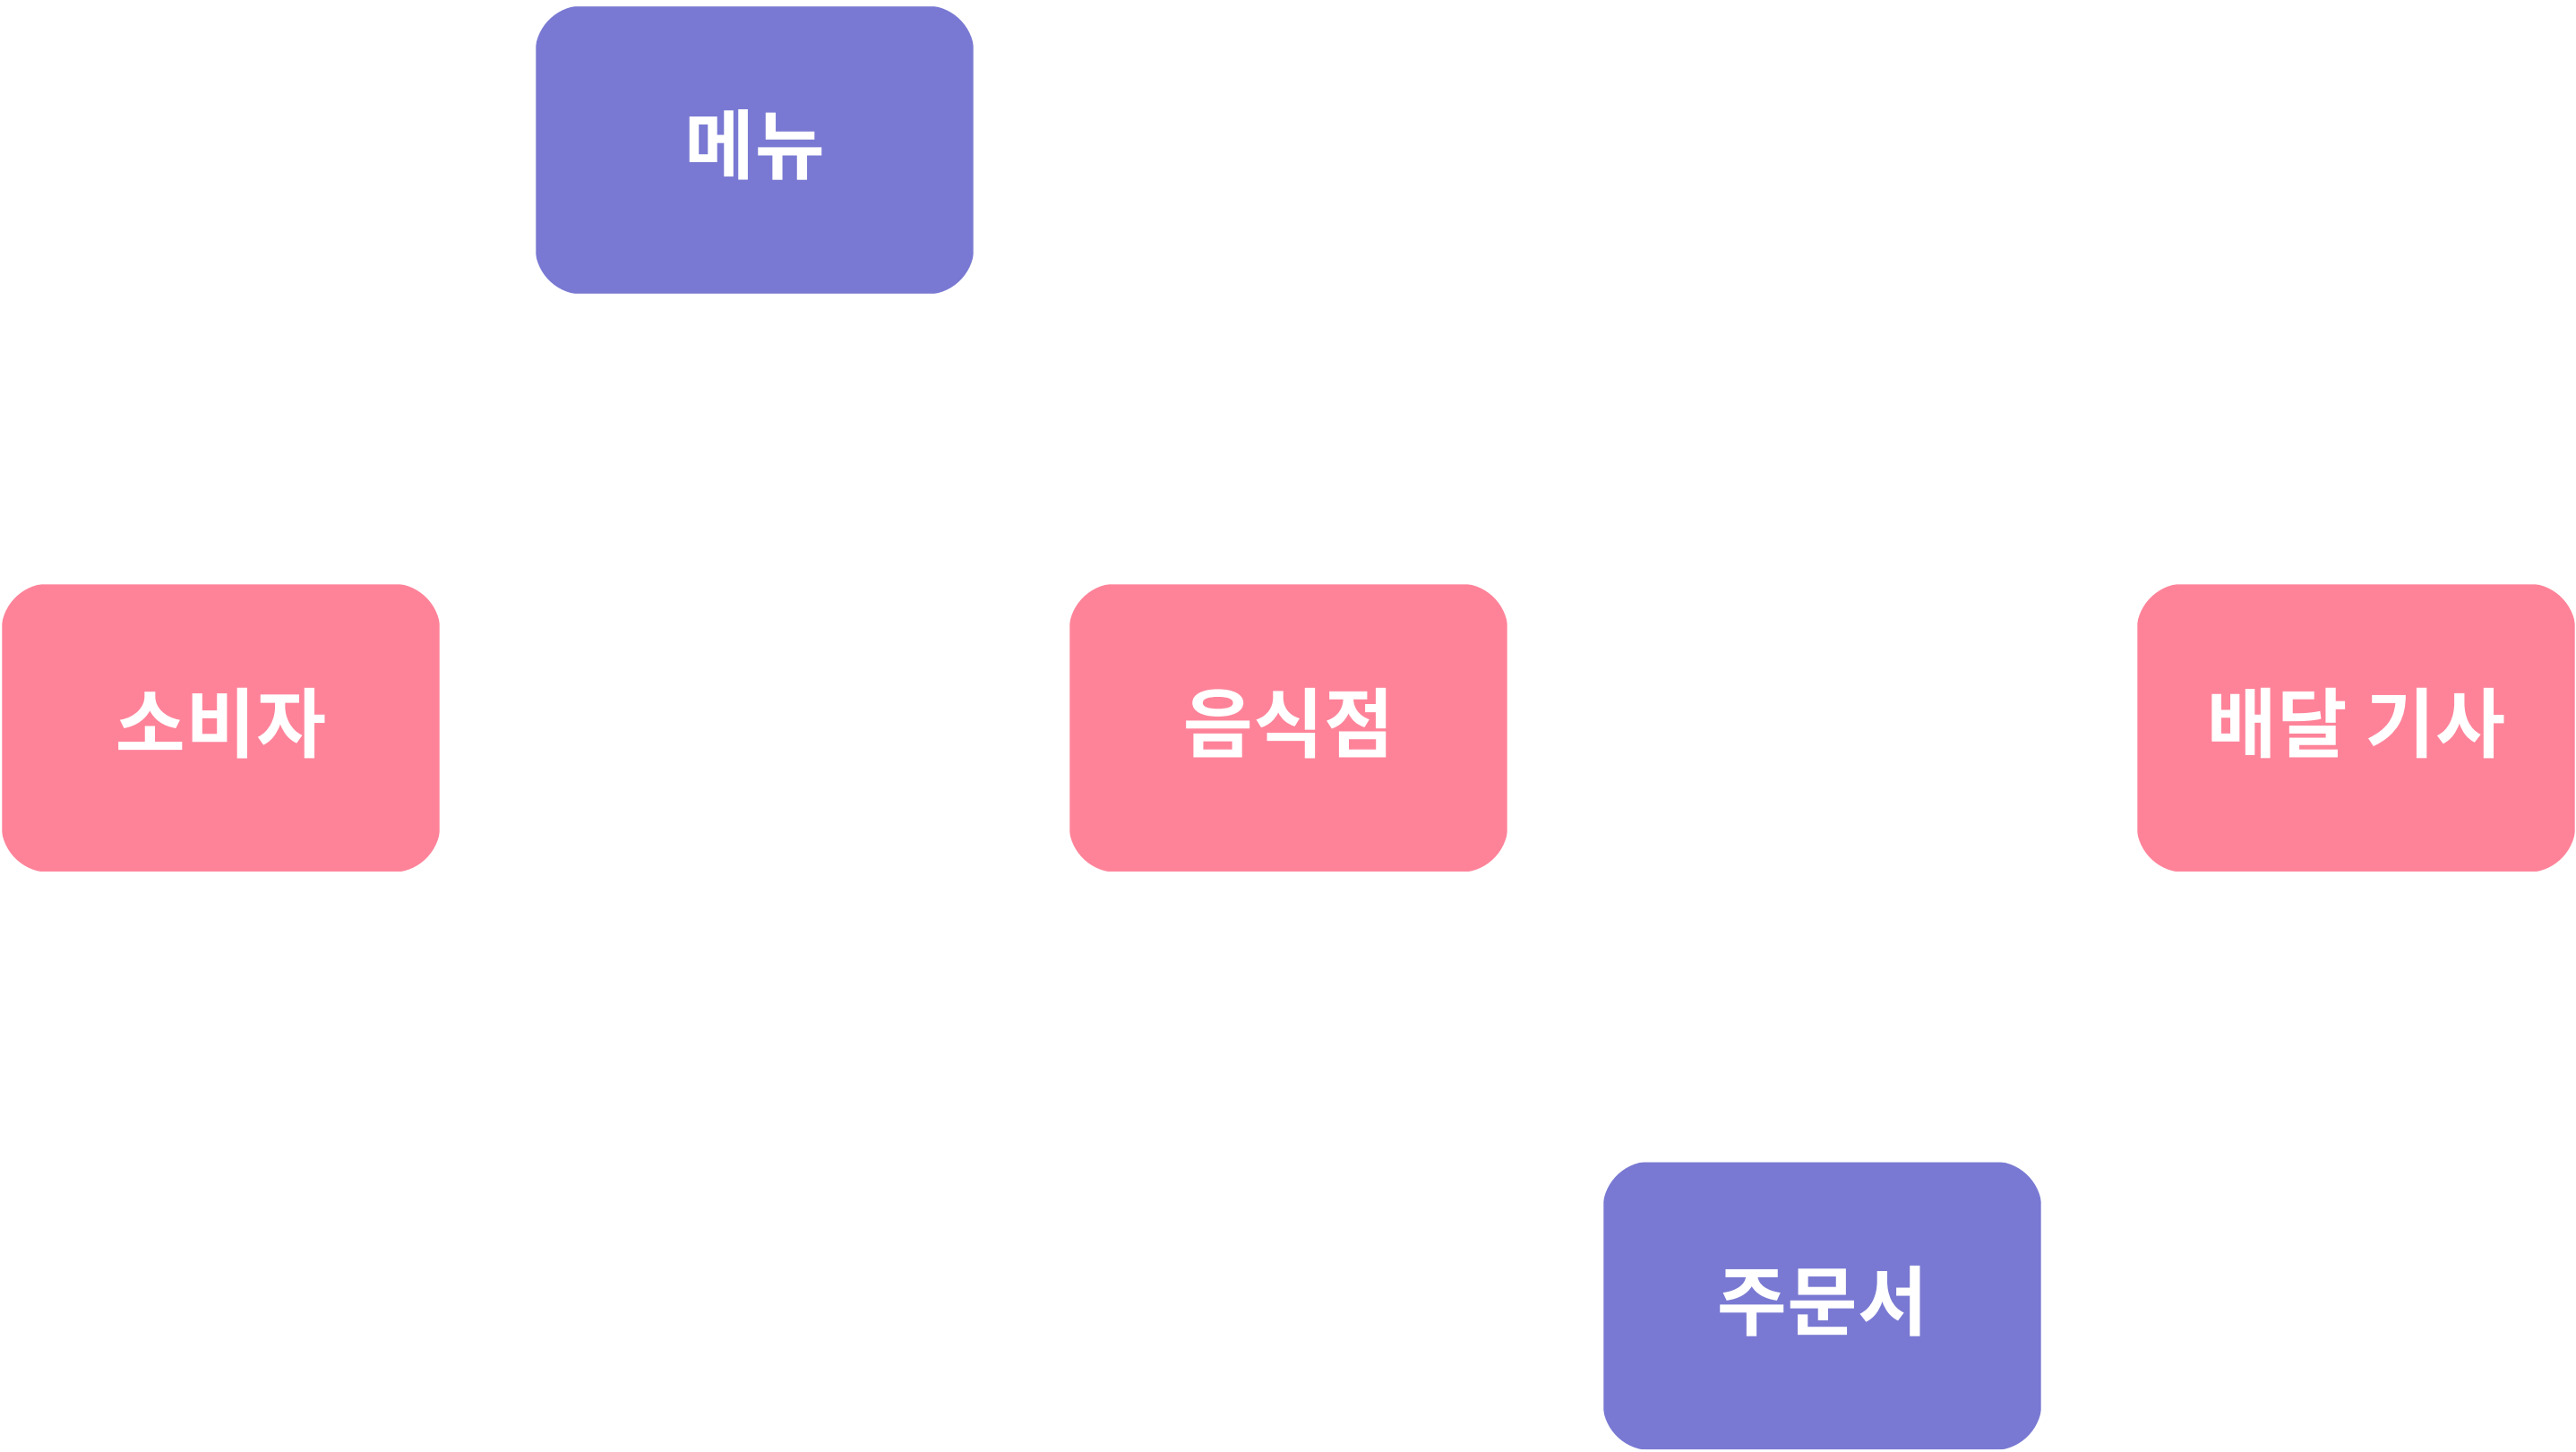 메뉴
소비자
음식점
배달 기사
주문서